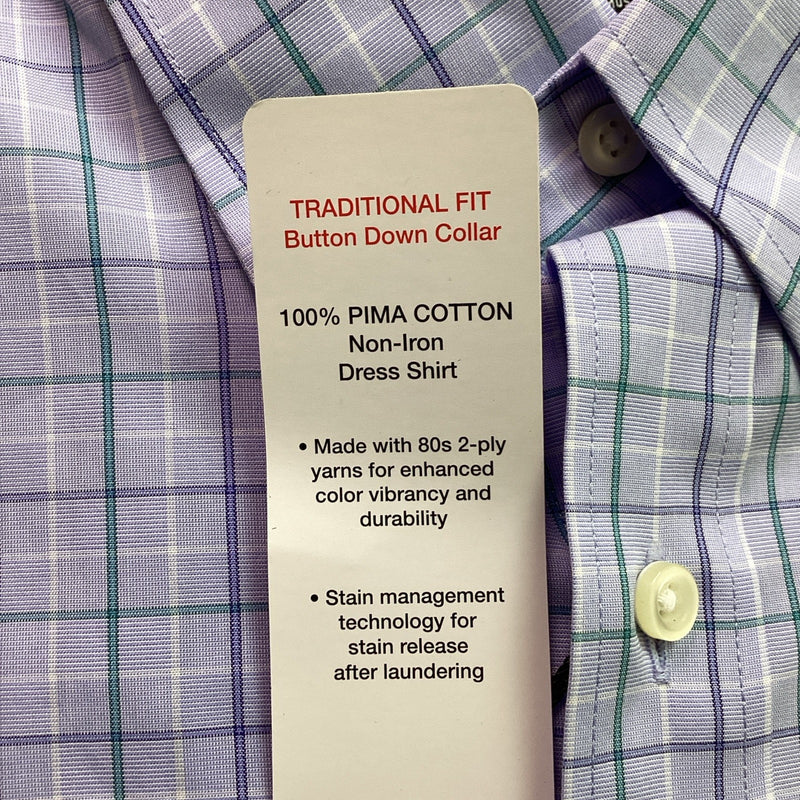 TRADITIONAL FIT
Button Down Collar
100% PIMA COTTON
Non-Iron
Dress Shirt
• Made with 80s 2-ply
yarns for enhanced
color vibrancy and
durability
• Stain management
technology for
stain release
after laundering